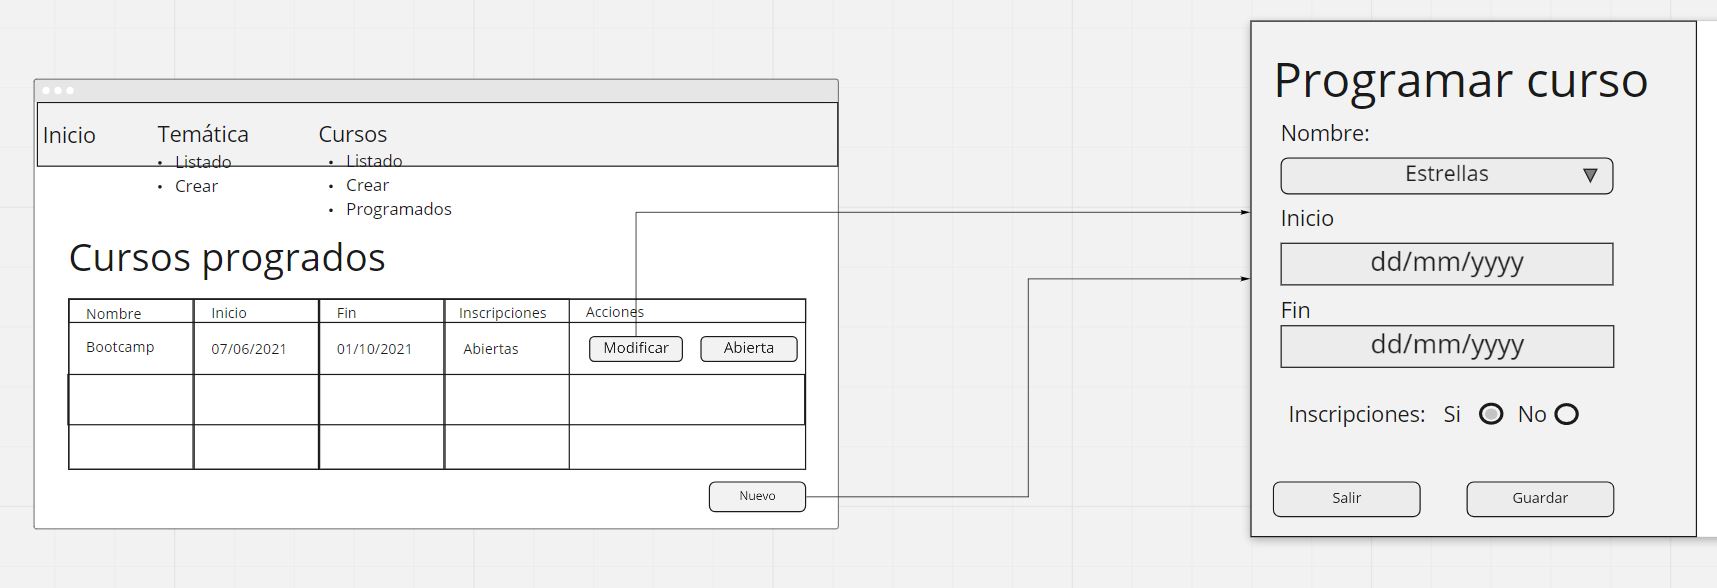 Inicio
Temática
• Listado
• Crear
Cursos
• Listado
• Crear
• Programados
Cursos progrados
Nombre Inicio Fin Inscripciones Acciones
Bootcamp 07/06/2021 01/10/2021 Abiertas Modificar Abierta
Nuevo
Programar curso
Nombre:
Estrellas
Inicio
dd/mm/yyyy
Fin
dd/mm/yyyy
Inscripciones: Si No
Salir Guardar